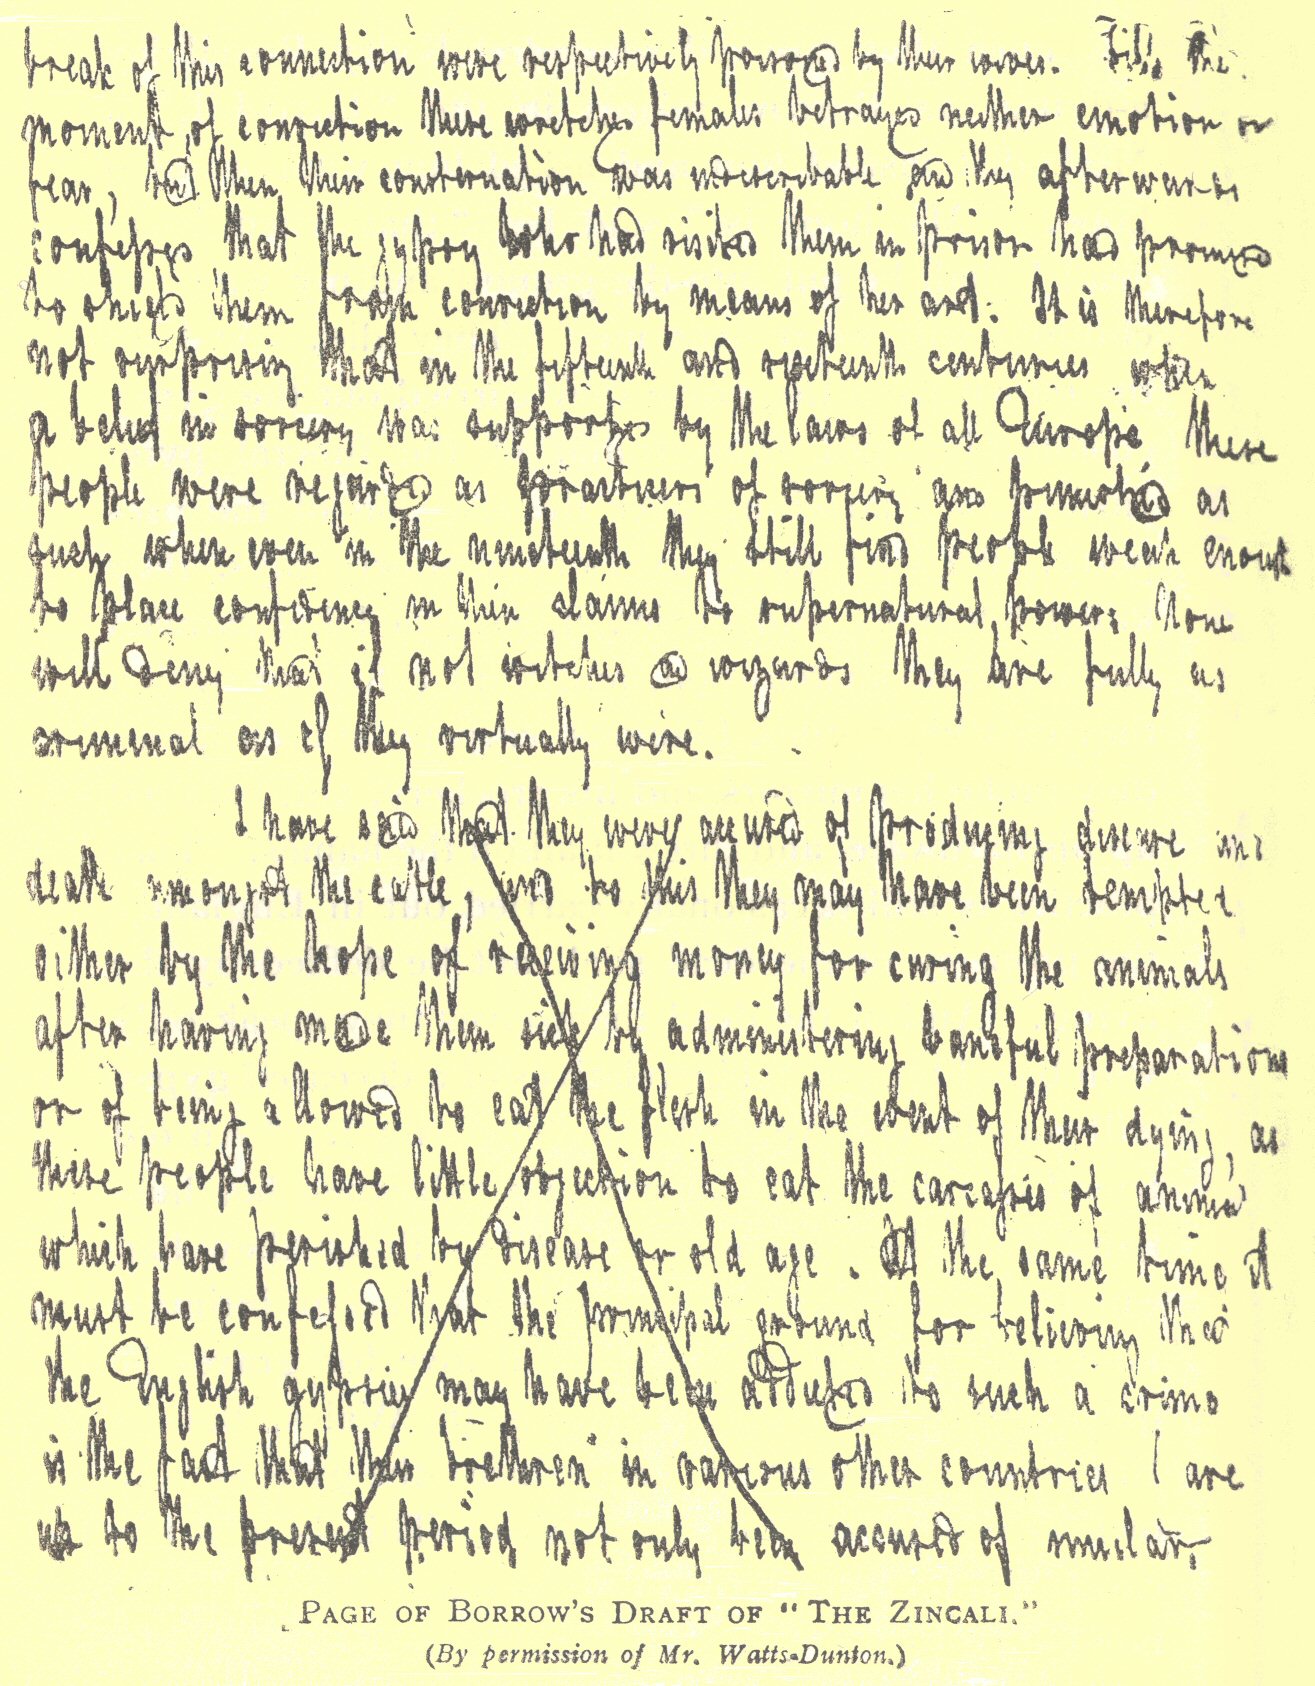 break of this connection were respectively poisoned by their wives. Till the
moment of conviction these wretches females betrayed neither emotion or
fear, but then their consternation was indescribable and they afterwards
confessed that the gypsy who had visited them in prison had promised
to shield them from conviction by means of her art. It is therefore
not surprising that in the fifteenth and sixteenth centuries when
a belief in sorcery was supported by the laws of all Europe these
people were regarded as practicers of sorcery and punished as
such when even in the nineteenth they still find people weak enough
to place confidence in their claims to supernatural power. None
will deny that if not witches and wizards they are fully as
criminal as if they virtually were.
I have said that they were accused of producing disease and
death amongst the cattle, and to this they may have been tempted
either by the hope of receiving money for curing the animals
after having made them sick by administering baneful preparations
or of being allowed to eat the flesh in the event of their dying, as
these people have little objection to eat the carcasses of animals
which have perished by disease or old age. At the same time it
must be confessed that the principal ground for believing that
the English gypsies may have been addicted to such a crime
is the fact that their brethren in various other countries are
up to the present period not only been accused of similar
PAGE OF BORROW'S DRAFT OF "THE ZINCALI."
(By permission of Mr. Watts-Dunton.)